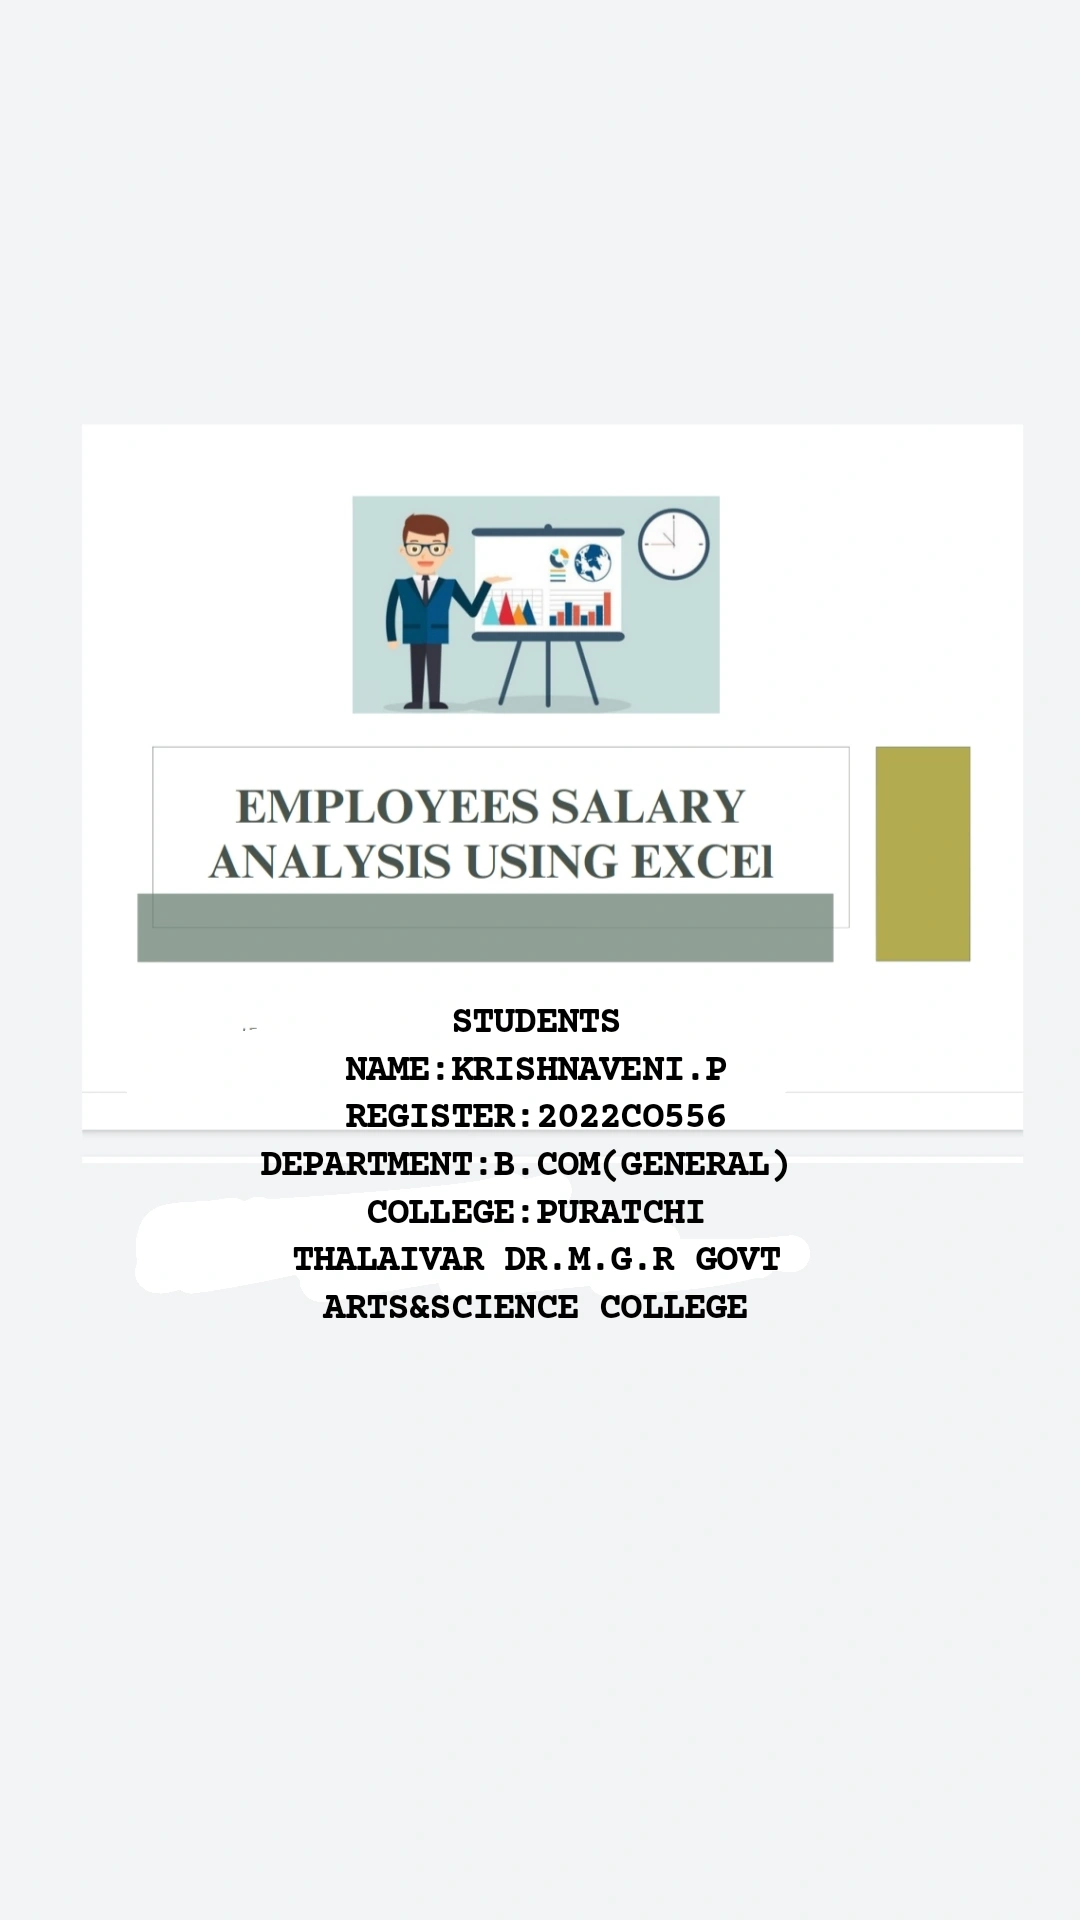 EMPLOYEES SALARY
ANALYSIS USING EXCEl
STUDENTS
NAME:KRISHNAVENI.P
REGISTER:2022CO556
DEPARTMENT:B.COM(GENERAL)
COLLEGE:PURATCHI
THALAIVAR DR.M.G.R GOVT
ARTS&SCIENCE COLLEGE